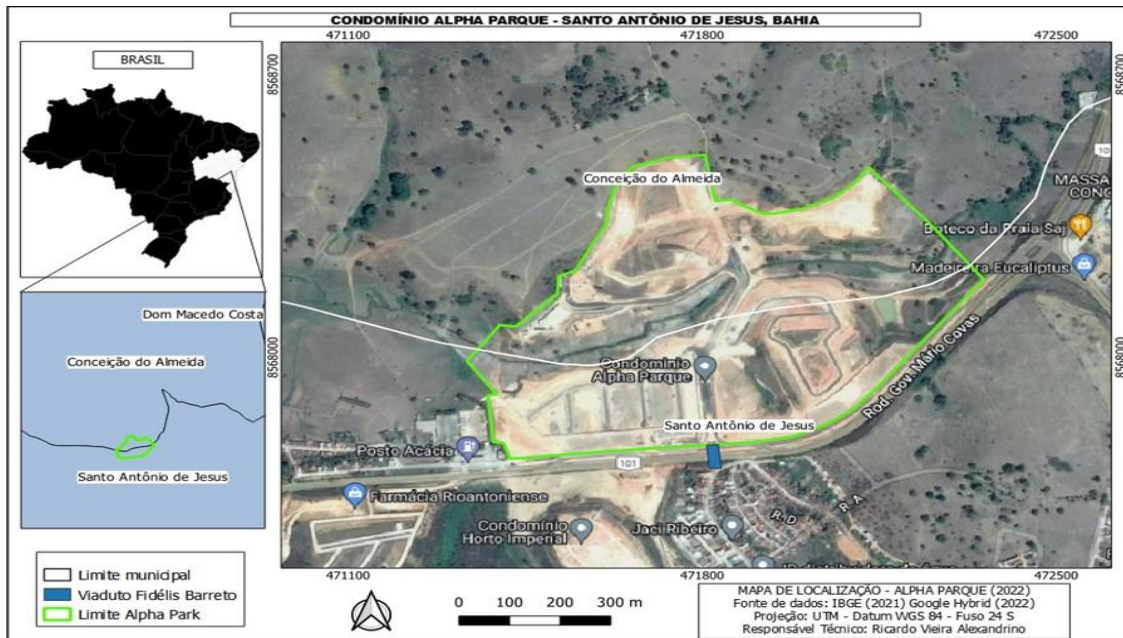 CONDOMÍNIO ALPHA PARQUE - SANTO ANTÔNIO DE JESUS, BAHIA
471100
471800
472500
8568700
8568700
BRASIL
Conceição do Almeida
101
MASSA
CONC
Boteco da Praia Saj
Madeireira Eucaliptus
Dom Macedo Costa
Conceição do Almeida
Santo Antônio de Jesus
8568000
8568000
Condomínio
Alpha Parque
Rod. Gov. Mário Covas
Santo Antônio de Jesus
Posto Acácia
101
Farmácia Rioantoniense
Condomínio
Horto Imperial
Jaci Ribeiro
R. D
R. A
471100
471800
472500
Limite municipal
Viaduto Fidélis Barreto
Limite Alpha Park
0 100 200 300 m
MAPA DE LOCALIZAÇÃO - ALPHA PARQUE (2022)
Fonte de dados: IBGE (2021) Google Hybrid (2022)
Projeção: UTM - Datum WGS 84 - Fuso 24 S
Responsável Técnico: Ricardo Vieira Alexandrino